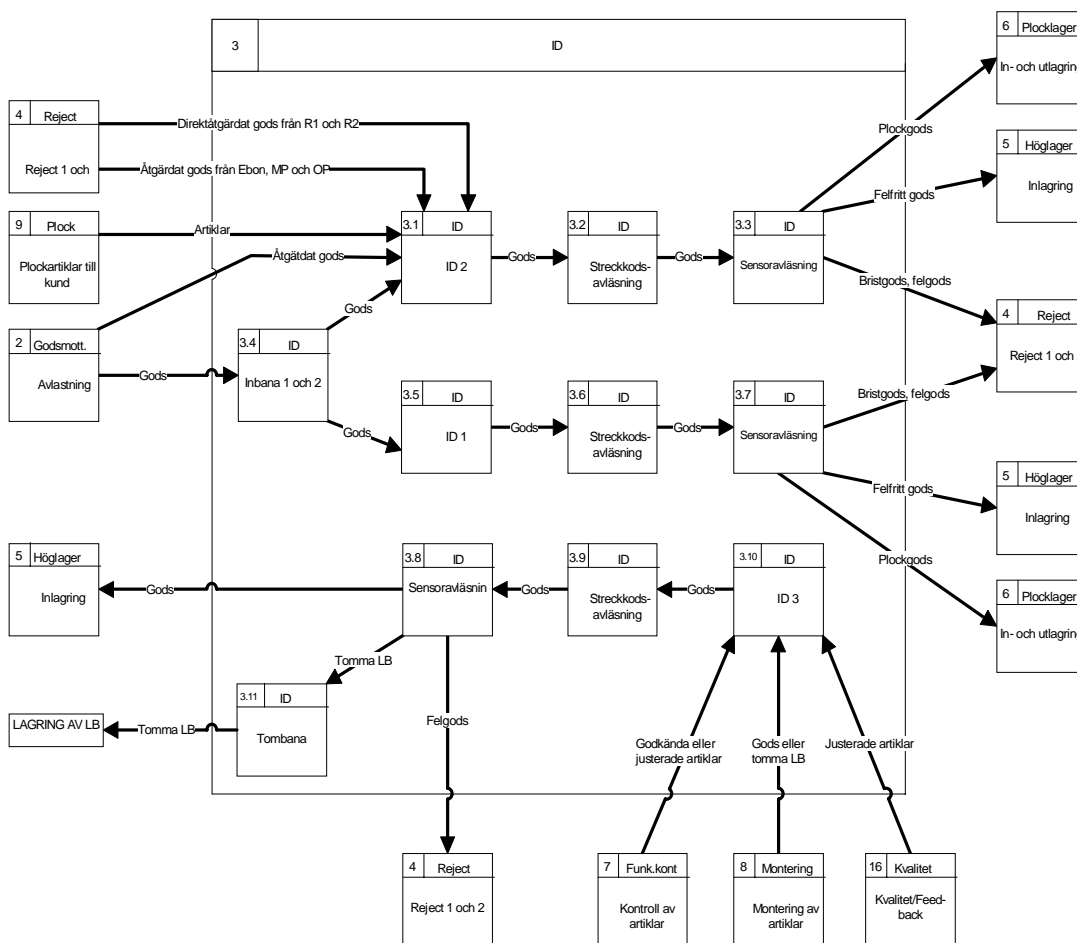 3 ID
6 Plocklager
In- och utlagring
4 Reject
Reject 1 och
Direktåtgärdat gods från R1 och R2
Åtgärdat gods från Ebon, MP och OP
Plockgods
5 Höglager
Inlagring
Felfritt gods
9 Plock
Plockartiklar till
kund
Artiklar
Åtgätdat gods
3.1 ID
ID 2
Gods
3.2 ID
Streckkods-
avläsning
Gods
3.3 ID
Sensoravläsning
Bristgods, felgods
4 Reject
Reject 1 och
2 Godsmott.
Avlastning
Gods
3.4 ID
Inbana 1 och 2
Gods
Gods
3.5 ID
ID 1
Gods
3.6 ID
Streckkods-
avläsning
Gods
3.7 ID
Sensoravläsning
Bristgods, felgods
Felfritt gods
5 Höglager
Inlagring
Plockgods
6 Plocklager
In- och utlagring
5 Höglager
Inlagring
Gods
3.8 ID
Sensoravläsnin
Gods
3.9 ID
Streckkods-
avläsning
Gods
3.10 ID
ID 3
Tomma LB
3.11 ID
Tombana
Tomma LB
LAGRING AV LB
Felgods
Godkända eller
justerade artiklar
Gods eller
tomma LB
Justerade artiklar
4 Reject
Reject 1 och 2
7 Funk.kont
Kontroll av
artiklar
8 Montering
Montering av
artiklar
16 Kvalitet
Kvalitet/Feed-
back